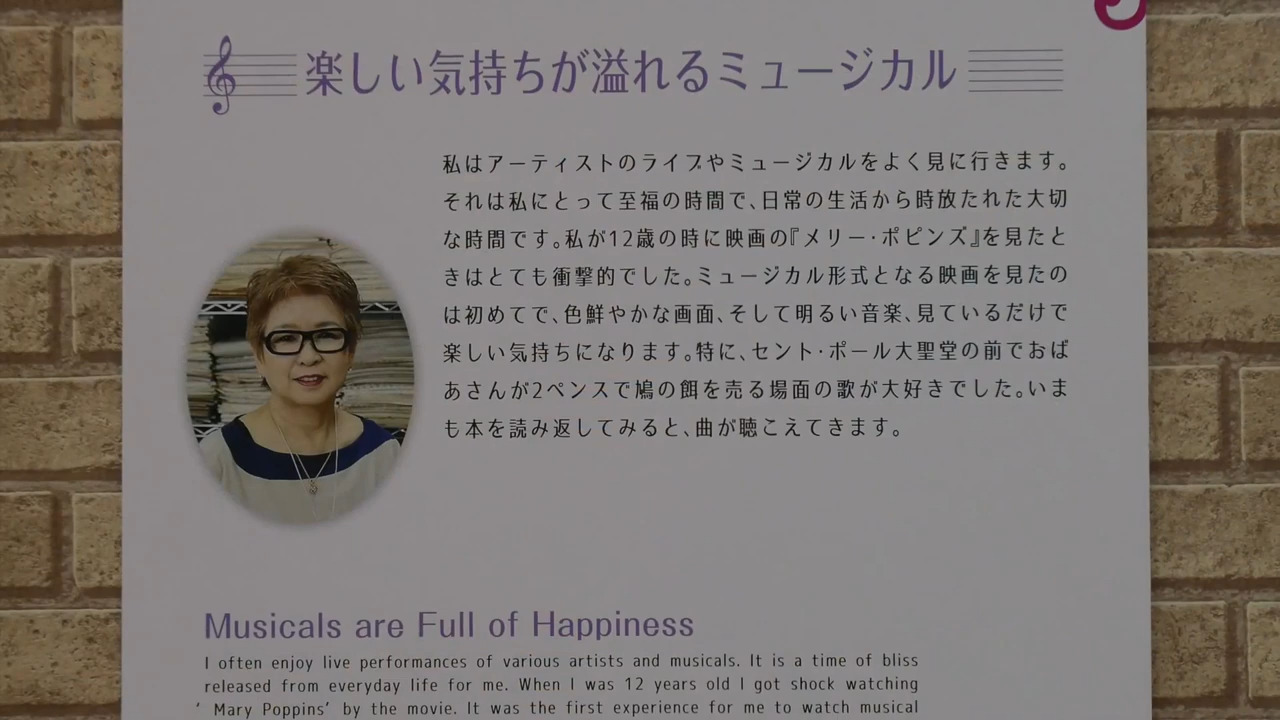 楽しい気持ちが溢れるミュージカル
私はアーティストのライブやミュージカルをよく見に行きます。
それは私にとって至福の時間で、日常の生活から時放たれた大切
な時間です。私が12歳の時に映画の『メリー・ポピンズ』を見たと
きはとても衝撃的でした。ミュージカル形式となる映画を見たの
は初めてで、色鮮やかな画面、そして明るい音楽、見ているだけで
楽しい気持ちになります。特に、セント・ポール大聖堂の前でおば
あさんが2ペンスで鳩の餌を売る場面の歌が大好きでした。いま
も本を読み返してみると、曲が聴こえてきます。
Musicals are Full of Happiness
I often enjoy live performances of various artists and musicals. It is a time of bliss
released from everyday life for me. When I was 12 years old I got shock watching
‘ Mary Poppins’ by the movie. It was the first experience for me to watch musical